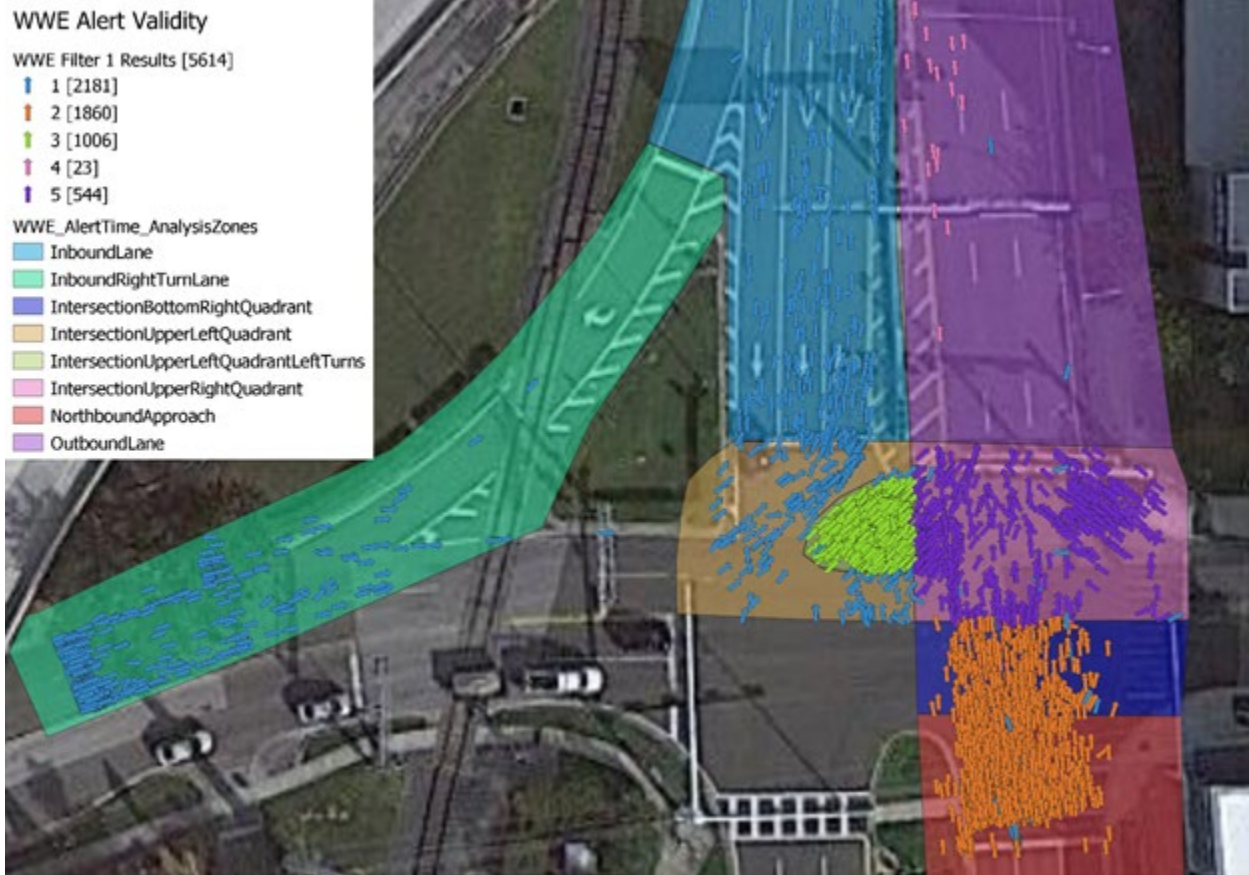 WWE Alert Validity
WWE Filter 1 Results [5614]
1 [2181]
2 [1860]
3 [1006]
4 [23]
5 [544]
WWE_AlertTime_AnalysisZones
InboundLane
InboundRightTurnLane
IntersectionBottomRightQuadrant
IntersectionUpperLeftQuadrant
IntersectionUpperLeftQuadrantLeftTurns
IntersectionUpperRightQuadrant
NorthboundApproach
OutboundLane